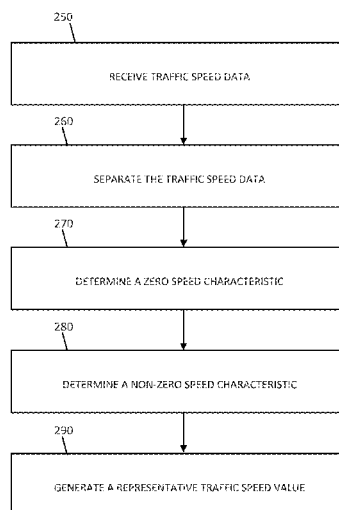 250
RECEIVE TRAFFIC SPEED DATA
260
SEPARATE THE TRAFFIC SPEED DATA
270
DETERMINE A ZERO SPEED CHARACTERISTIC
280
DETERMINE A NON-ZERO SPEED CHARACTERISTIC
290
GENERATE A REPRESENTATIVE TRAFFIC SPEED VALUE